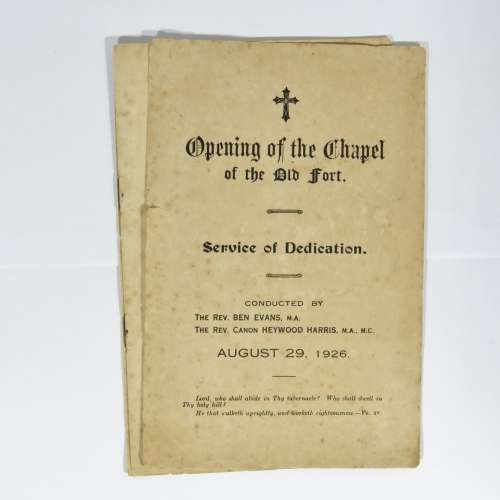 Opening of the Chapel
of the Old Fort.
Service of Dedication.
CONDUCTED BY
THE REV. BEN EVANS, M.A.
THE REV. CANON HEYWOOD HARRIS, M.A., M.C.
AUGUST 29, 1926.
Lord, who shall abide in Thy tabernacle? Who shall dwell in
Thy holy hill?
He that walketh uprightly, and worketh righteousness.—Ps. xv.